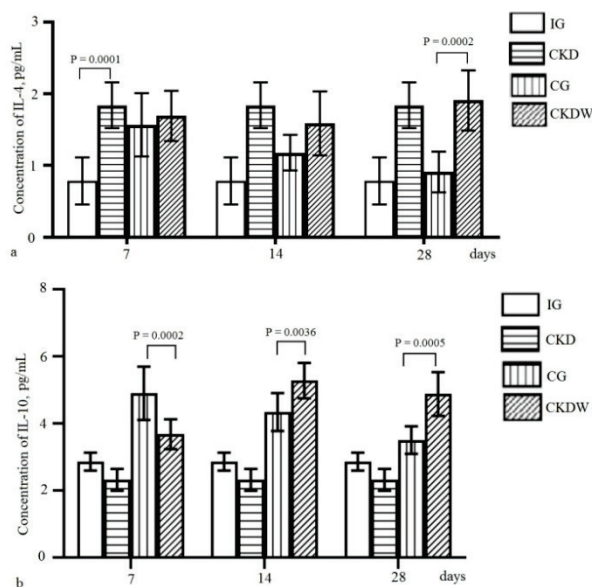 Concentration of IL-4, pg/mL
3
2
1
0
P = 0.0001
P = 0.0002
IG
CKD
CG
CKDW
7
14
28
days
a
Concentration of IL-10, pg/mL
8
6
4
2
0
P = 0.0002
P = 0.0036
P = 0.0005
IG
CKD
CG
CKDW
7
14
28
days
b